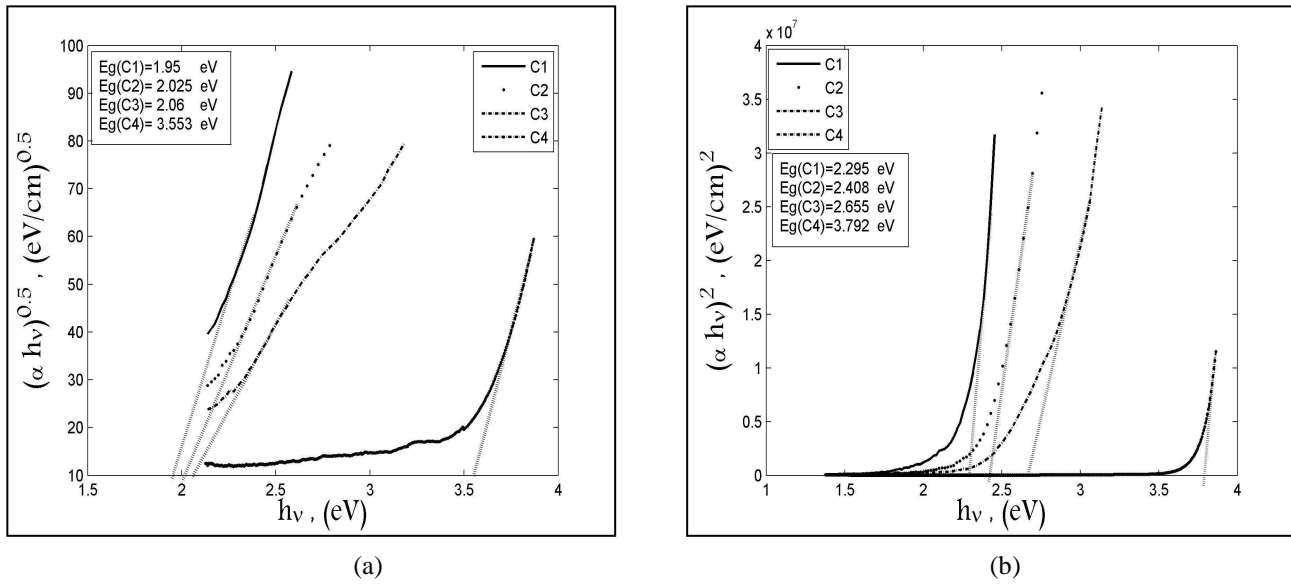 100
90
80
70
60
50
40
30
20
10
1.5 2 2.5 3 3.5 4
(α hν)^0.5 , (eV/cm)^0.5
hν , (eV)
Eg(C1)=1.95 eV
Eg(C2)= 2.025 eV
Eg(C3)= 2.06 eV
Eg(C4)= 3.553 eV
C1
C2
C3
C4
(a)
x 10^7
4
3.5
3
2.5
2
1.5
1
0.5
0
1 1.5 2 2.5 3 3.5 4
(α hν)^2 , (eV/cm)^2
hν , (eV)
C1
C2
C3
C4
Eg(C1)=2.295 eV
Eg(C2)=2.408 eV
Eg(C3)=2.655 eV
Eg(C4)=3.792 eV
(b)